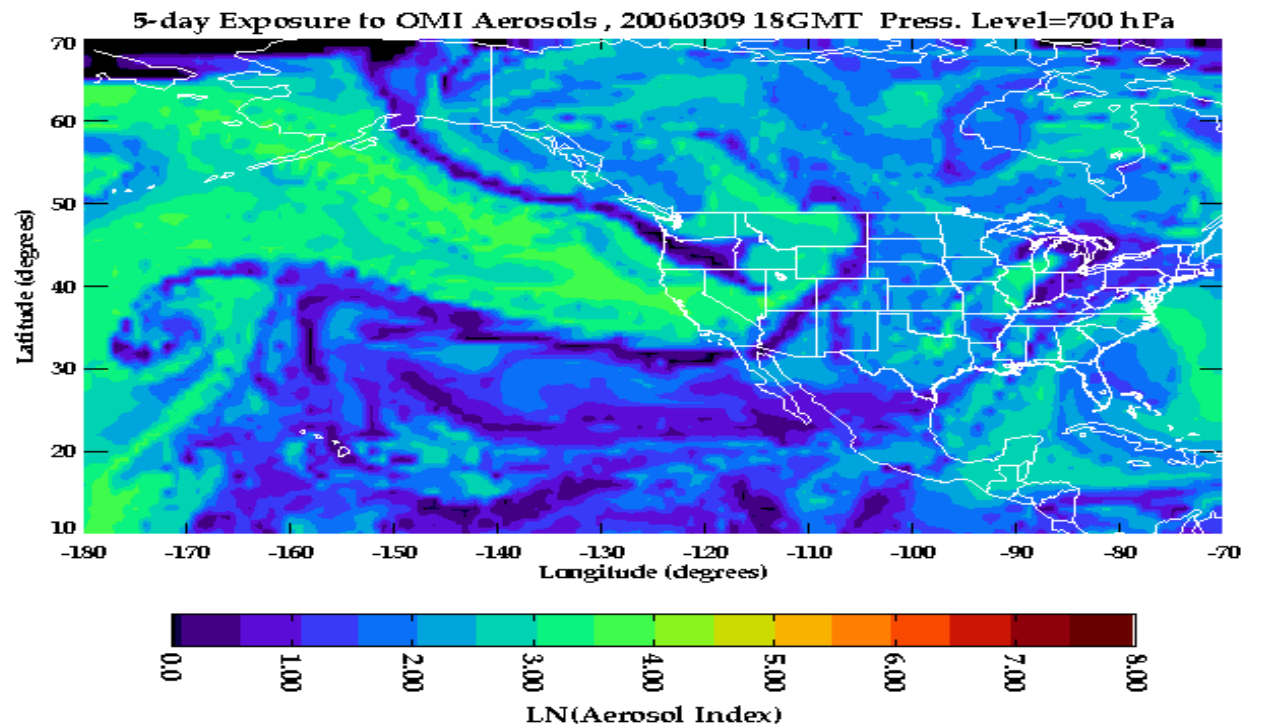 5-day Exposure to OMI Aerosols , 20060309 18GMT Press. Level=700 hPa
70
60
50
40
30
20
10
Latitude (degrees)
-180 -170 -160 -150 -140 -130 -120 -110 -100 -90 -80 -70
Longitude (degrees)
0.0 1.00 2.00 3.00 4.00 5.00 6.00 7.00 8.00
LN(Aerosol Index)